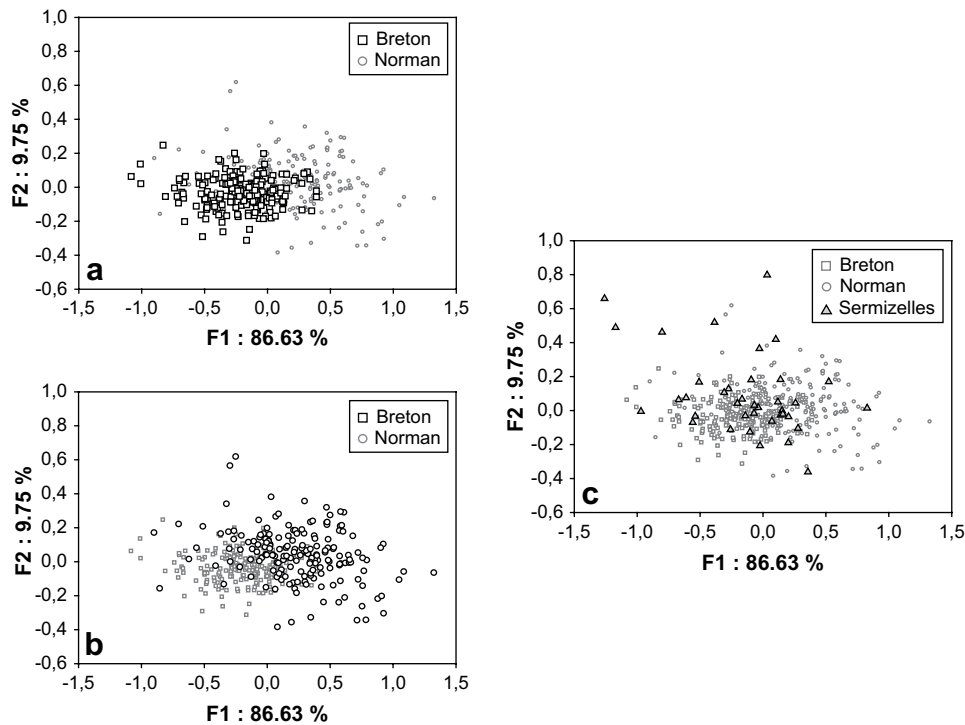 1,0
0,8
0,6
0,4
0,2
0,0
-0,2
-0,4
-0,6
F2 : 9.75 %
Breton
Norman
a
-1,5 -1,0 -0,5 0,0 0,5 1,0 1,5
F1 : 86.63 %
1,0
0,8
0,6
0,4
0,2
0,0
-0,2
-0,4
-0,6
F2 : 9.75 %
Breton
Norman
b
-1,5 -1,0 -0,5 0,0 0,5 1,0 1,5
F1 : 86.63 %
1,0
0,8
0,6
0,4
0,2
0,0
-0,2
-0,4
-0,6
F2 : 9.75 %
Breton
Norman
Sermizelles
c
-1,5 -1,0 -0,5 0,0 0,5 1,0 1,5
F1 : 86.63 %